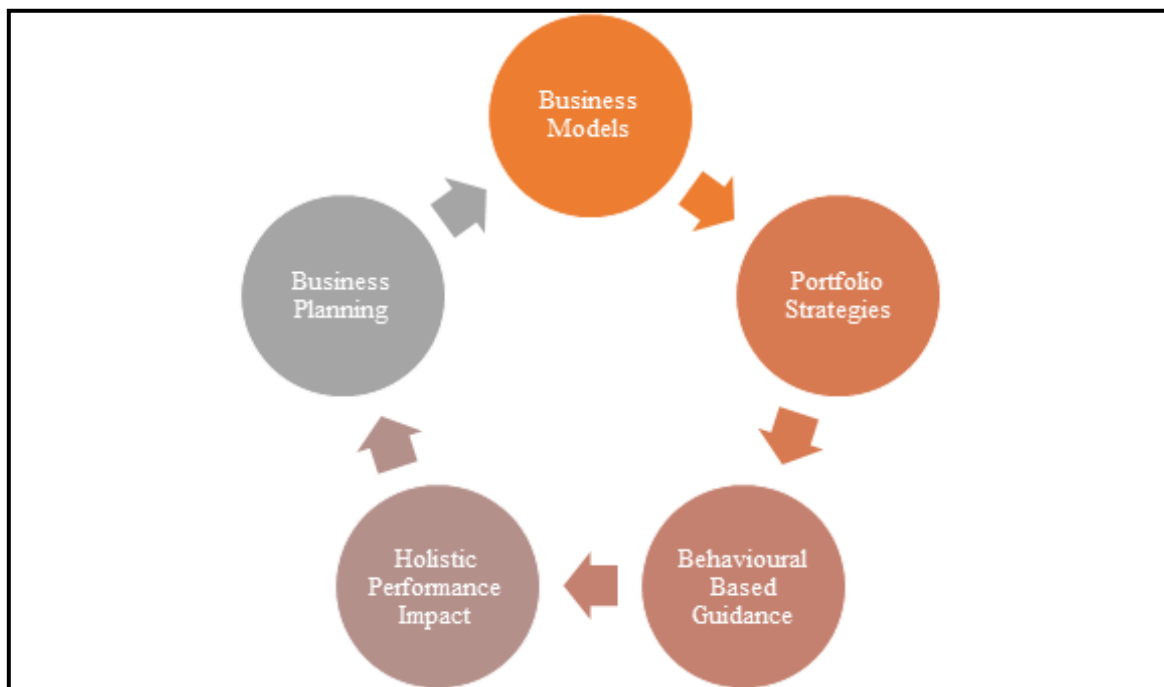 Business
Models
Portfolio
Strategies
Behavioural
Based
Guidance
Holistic
Performance
Impact
Business
Planning